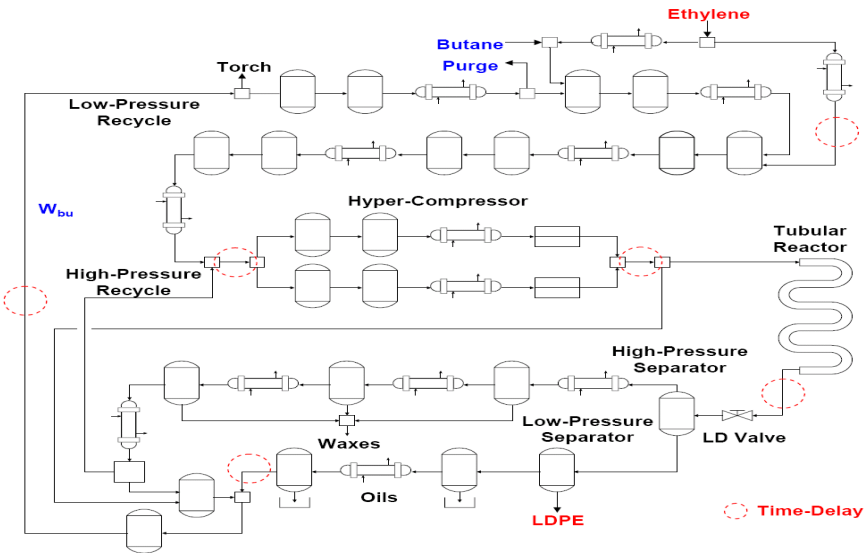 Ethylene
Butane
Purge
Torch
Low-Pressure
Recycle
W_bu
Hyper-Compressor
Tubular
Reactor
High-Pressure
Recycle
High-Pressure
Separator
Low-Pressure
Separator
LD Valve
Waxes
Oils
LDPE
Time-Delay